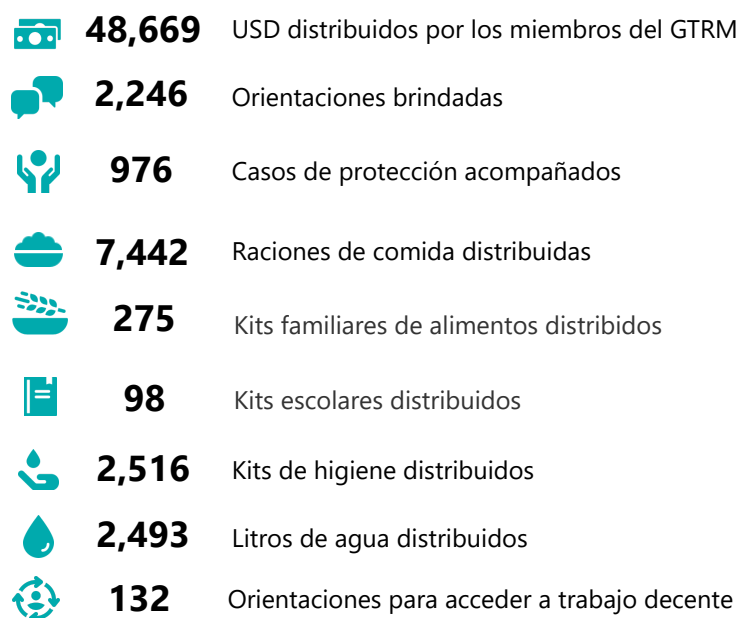 48,669 USD distribuidos por los miembros del GTRM
2,246 Orientaciones brindadas
976 Casos de protección acompañados
7,442 Raciones de comida distribuidas
275 Kits familiares de alimentos distribidos
98 Kits escolares distribuidos
2,516 Kits de higiene distribuidos
2,493 Litros de agua distribuidos
132 Orientaciones para acceder a trabajo decente